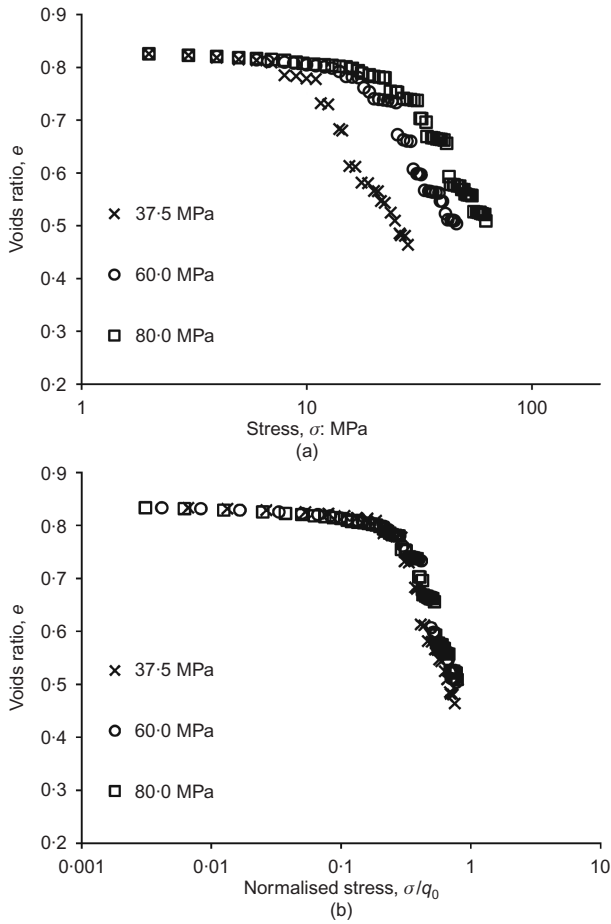 0·9
0·8
0·7
0·6
0·5
0·4
0·3
0·2
Voids ratio, e
37·5 MPa
60·0 MPa
80·0 MPa
1
10
100
Stress, σ: MPa
(a)
0·9
0·8
0·7
0·6
0·5
0·4
0·3
0·2
Voids ratio, e
37·5 MPa
60·0 MPa
80·0 MPa
0·001
0·01
0·1
1
10
Normalised stress, σ/q₀
(b)